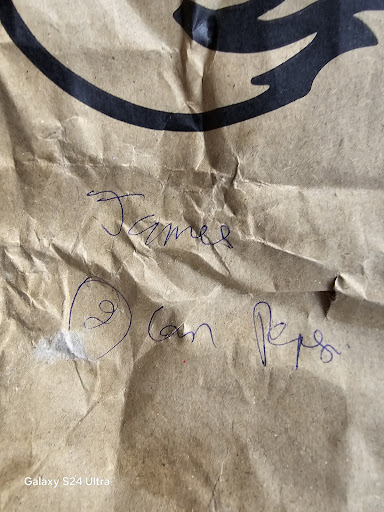 James
② Can Pepsi
Galaxy S24 Ultra